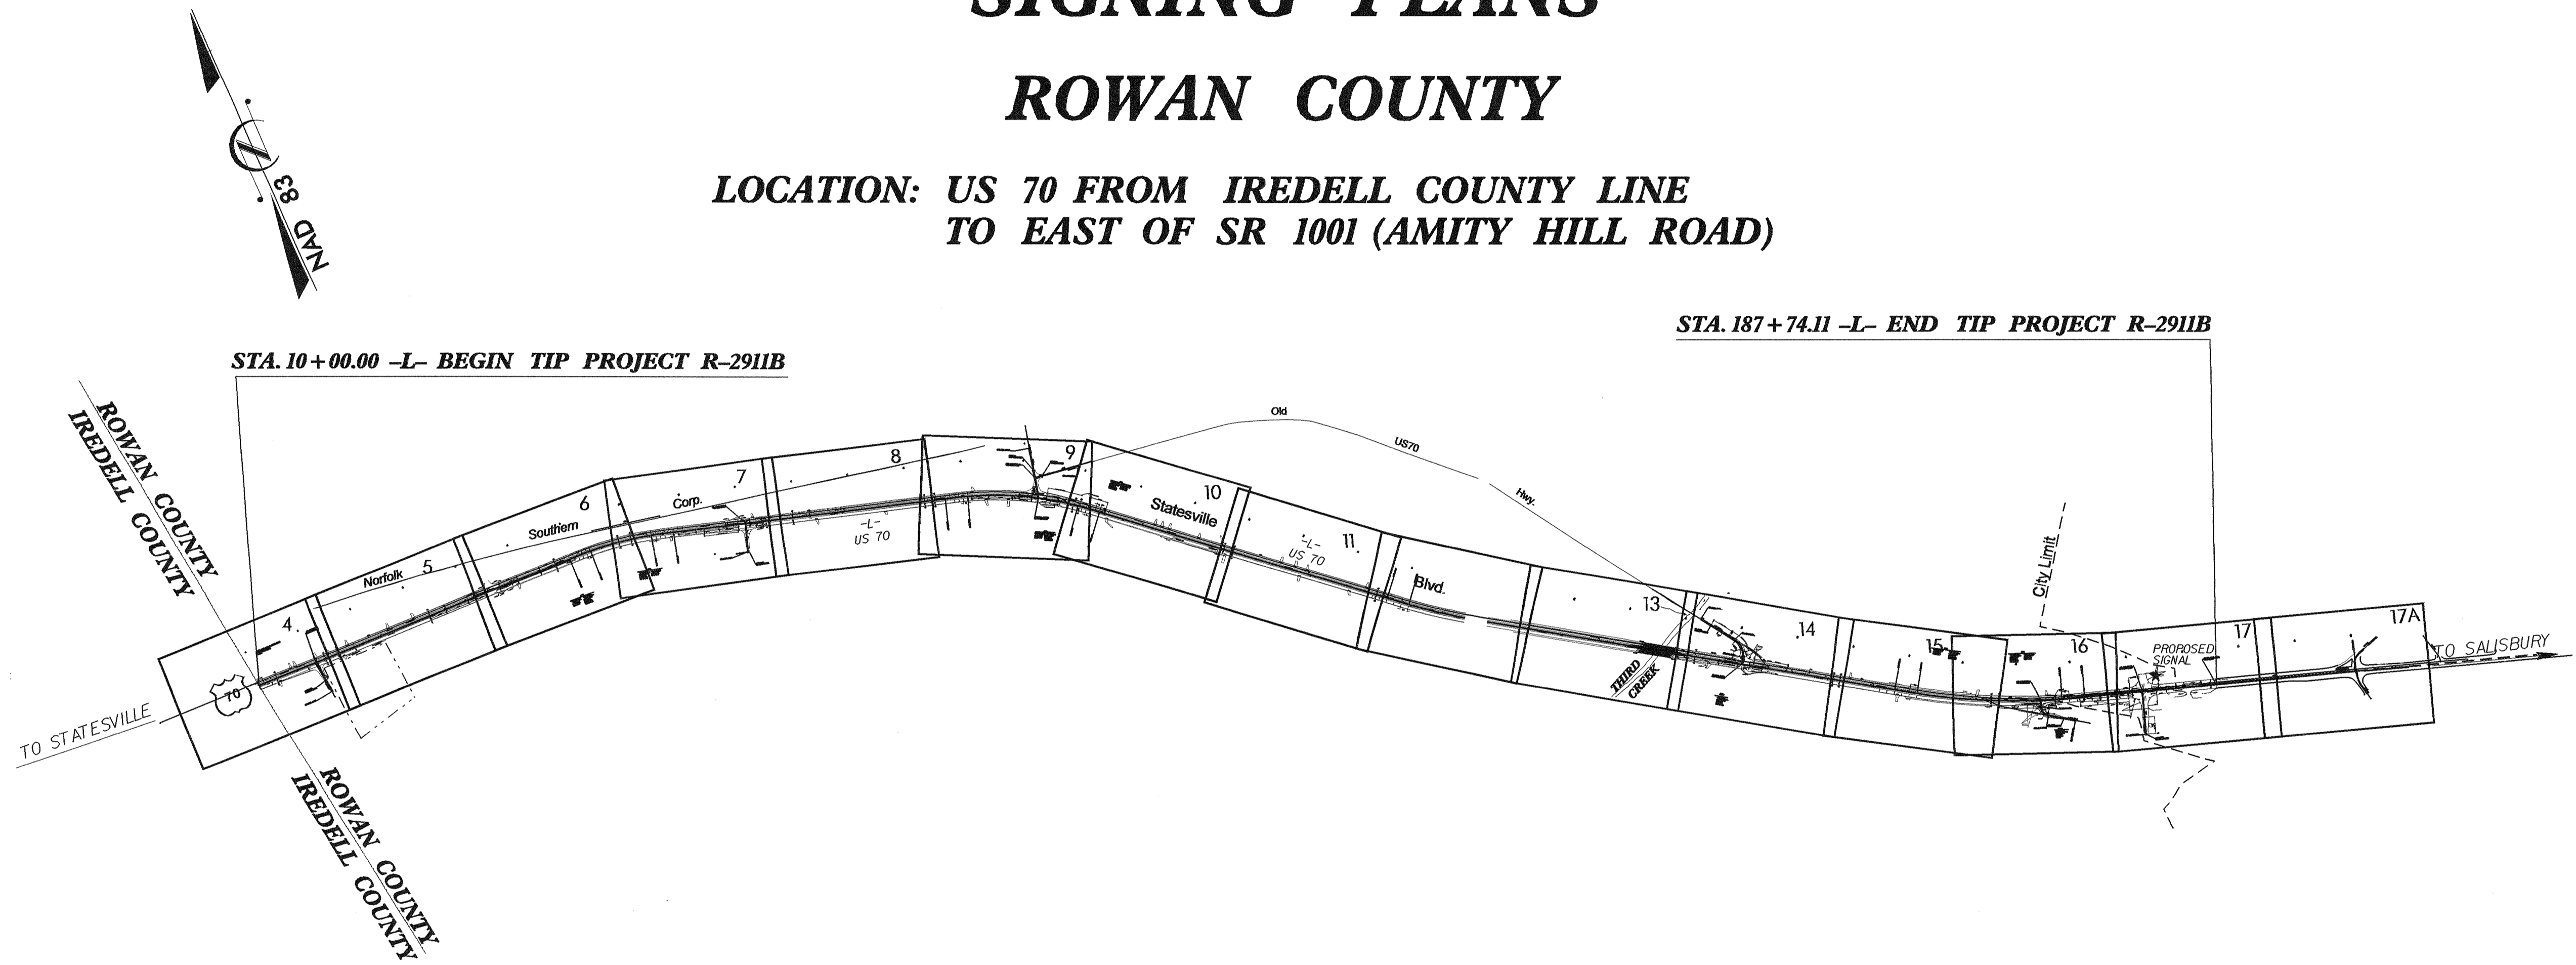 SIGNING PLANS
ROWAN COUNTY
LOCATION: US 70 FROM IREDELL COUNTY LINE
TO EAST OF SR 1001 (AMITY HILL ROAD)
NAD 83
STA. 187+74.11 –L– END TIP PROJECT R–2911B
STA. 10+00.00 –L– BEGIN TIP PROJECT R–2911B
ROWAN COUNTY
IREDELL COUNTY
Old
US70
Hwy.
4
5
6
7
8
9
10
11
13
14
15
16
17
17A
Norfolk
Southern
Corp.
–L–
US 70
Statesville
–L–
US 70
Blvd.
THIRD
CREEK
City Limit
PROPOSED
SIGNAL
TO SALISBURY
70
TO STATESVILLE
ROWAN COUNTY
IREDELL COUNTY